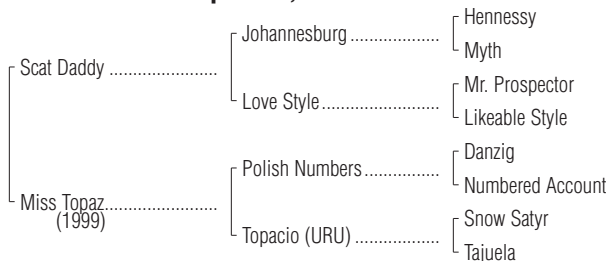 Hennessy
Johannesburg ...................
Myth
Scat Daddy .......................
Mr. Prospector
Love Style .........................
Likeable Style
Danzig
Polish Numbers ................
Numbered Account
Miss Topaz ........................
(1999)
Snow Satyr
Topacio (URU) ..................
Tajuela